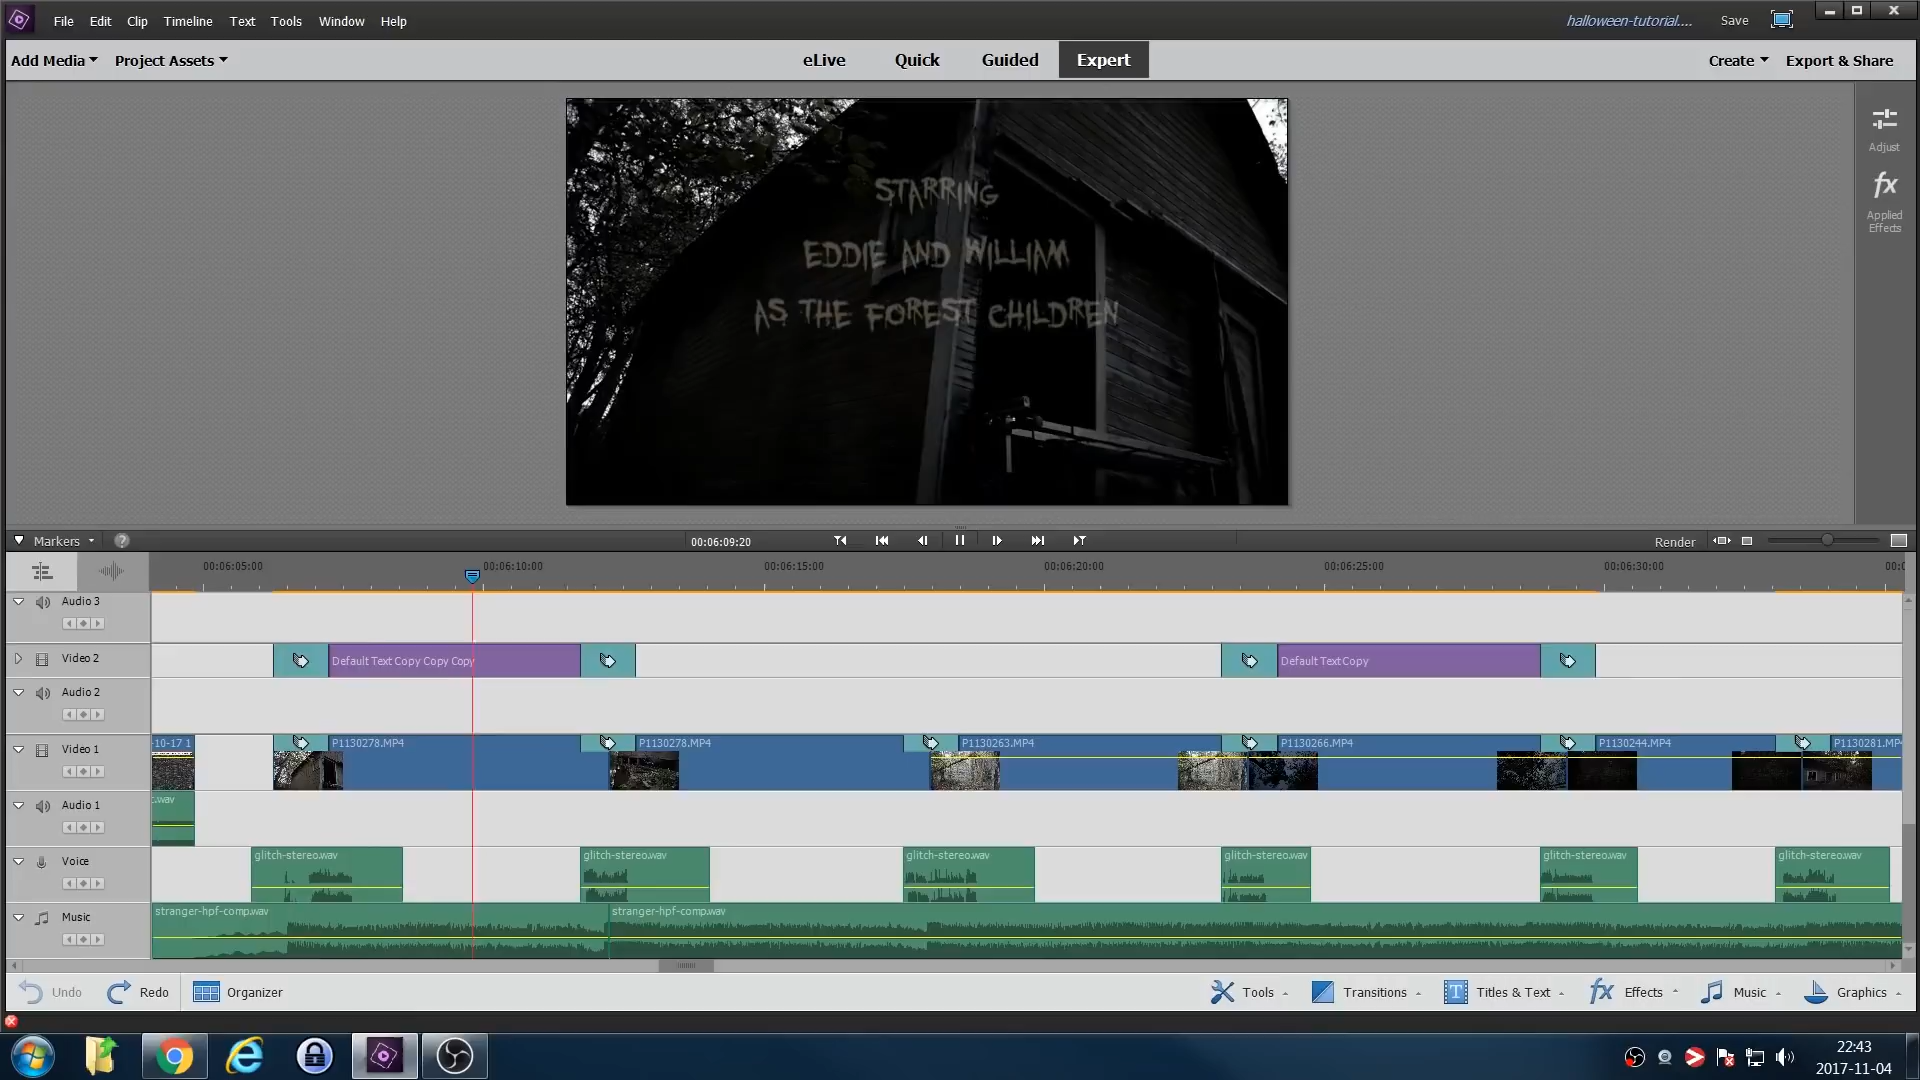 File Edit Clip Timeline Text Tools Window Help
halloween-tutorial.... Save
Add Media Project Assets
eLive Quick Guided Expert
Create Export & Share
Adjust
Applied
Effects
STARRING
EDDIE AND WILLIAM
AS THE FOREST CHILDREN
Markers
00:06:09:20
Render
00:06:05:00 00:06:10:00 00:06:15:00 00:06:20:00 00:06:25:00 00:06:30:00
Audio 3
Video 2
Default Text Copy Copy Copy
Default Text Copy
Audio 2
Video 1
-10-17 1
P1130278.MP4
P1130278.MP4
P1130263.MP4
P1130266.MP4
P1130244.MP4
P1130281.MP4
Audio 1
.wav
Voice
glitch-stereo.wav
glitch-stereo.wav
glitch-stereo.wav
glitch-stereo.wav
glitch-stereo.wav
glitch-stereo.wav
Music
stranger-hpf-comp.wav
stranger-hpf-comp.wav
Undo Redo Organizer
Tools Transitions Titles & Text Effects Music Graphics
22:43
2017-11-04